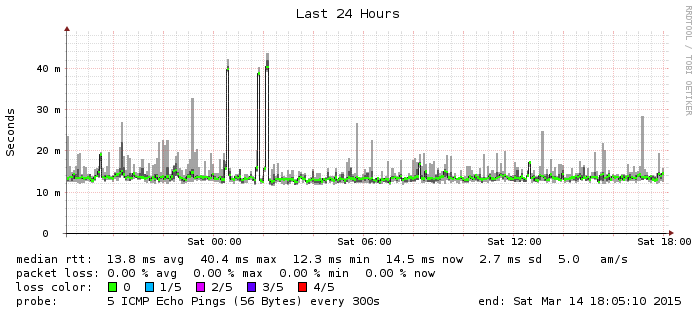 Last 24 Hours
RRDTOOL / TOBI OETIKER
Seconds
40 m
30 m
20 m
10 m
0
Sat 00:00 Sat 06:00 Sat 12:00 Sat 18:00
median rtt: 13.8 ms avg 40.4 ms max 12.3 ms min 14.5 ms now 2.7 ms sd 5.0 am/s
packet loss: 0.00 % avg 0.00 % max 0.00 % min 0.00 % now
loss color: 0 1/5 2/5 3/5 4/5
probe: 5 ICMP Echo Pings (56 Bytes) every 300s end: Sat Mar 14 18:05:10 2015